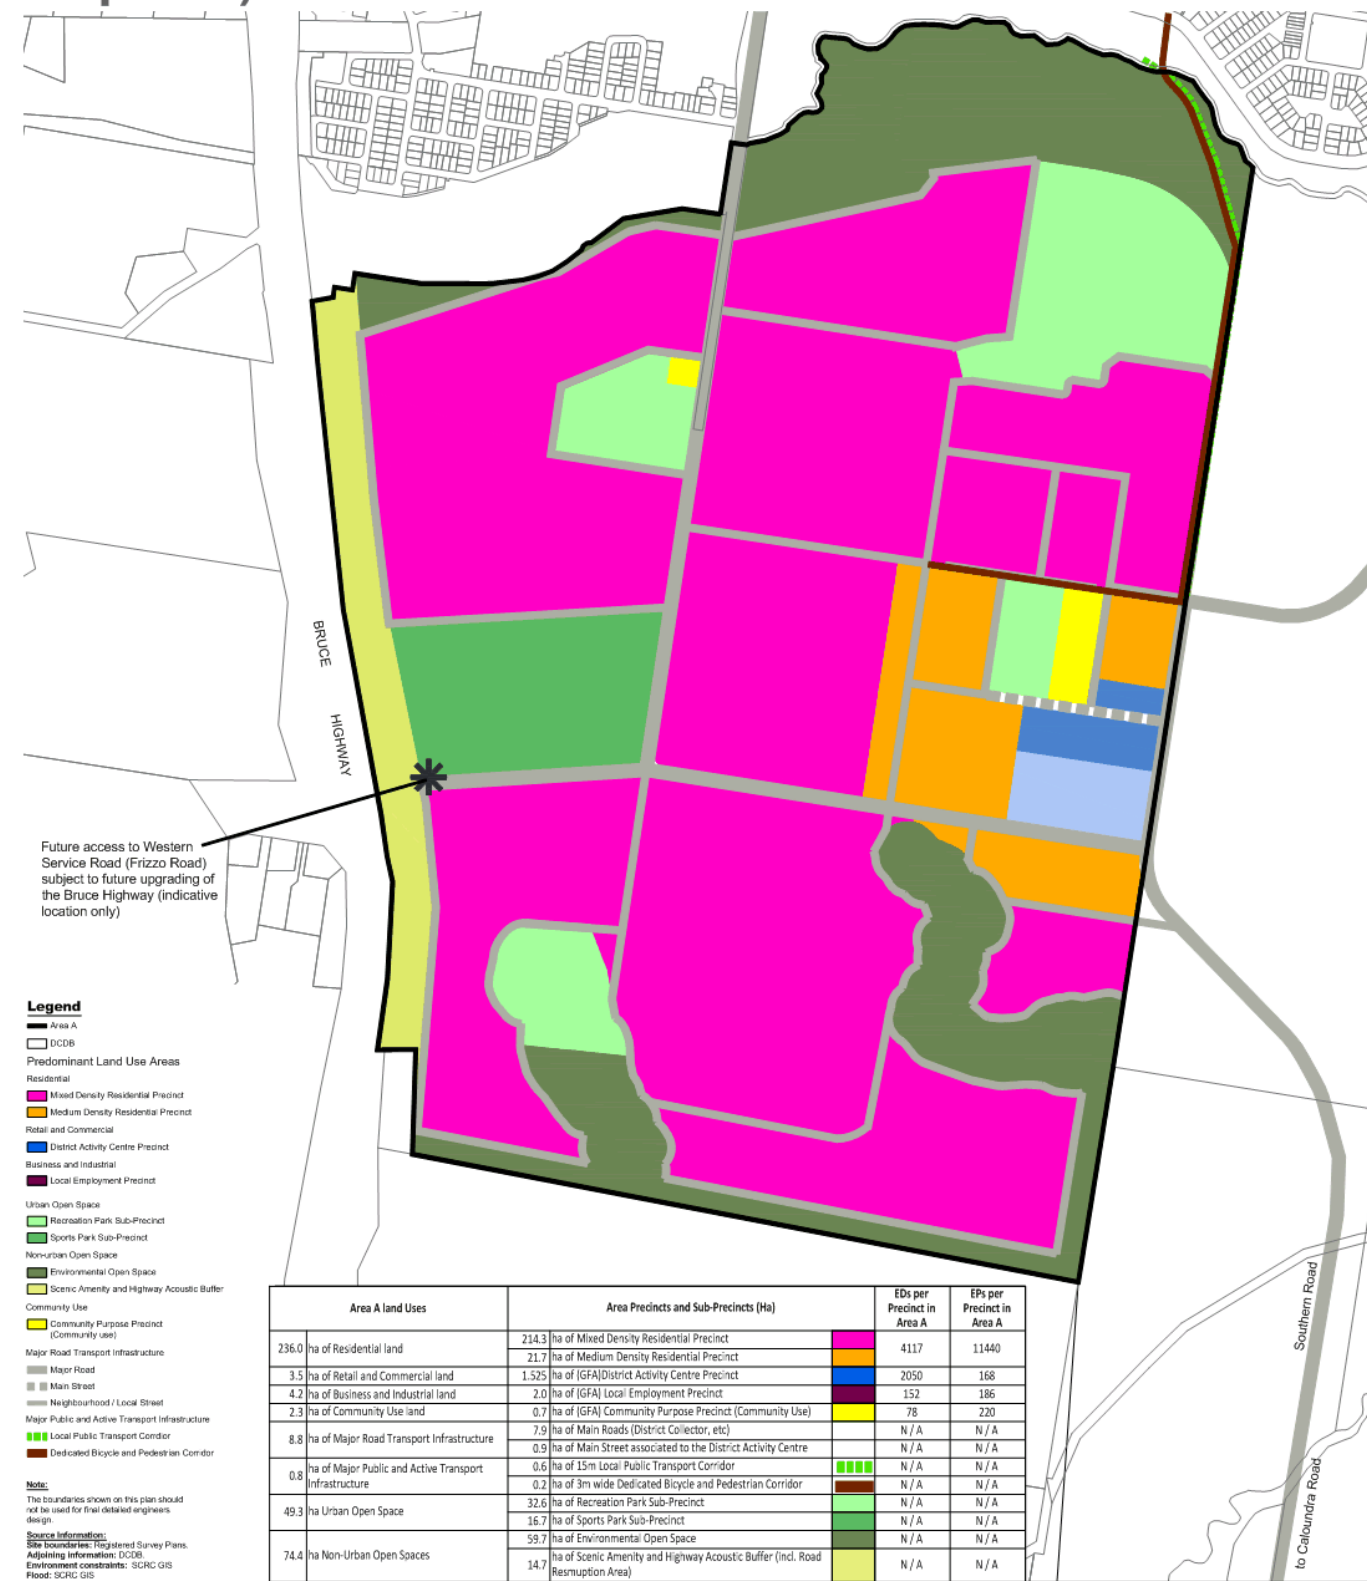 BRUCE
HIGHWAY
Future access to Western
Service Road (Frizzo Road)
subject to future upgrading of
the Bruce Highway (indicative
location only)
Legend
Area A
DCDB
Predominant Land Use Areas
Residential
Mixed Density Residential Precinct
Medium Density Residential Precinct
Retail and Commercial
District Activity Centre Precinct
Business and Industrial
Local Employment Precinct
Urban Open Space
Recreation Park Sub-Precinct
Sports Park Sub-Precinct
Non-urban Open Space
Environmental Open Space
Scenic Amenity and Highway Acoustic Buffer
Community Use
Community Purpose Precinct
(Community use)
Major Road Transport Infrastructure
Major Road
Main Street
Neighbourhood / Local Street
Major Public and Active Transport Infrastructure
Local Public Transport Corridor
Dedicated Bicycle and Pedestrian Corridor
Note:
The boundaries shown on this plan should
not be used for final detailed engineers
design.
Source Information:
Site boundaries: Registered Survey Plans.
Adjoining information: DCDB.
Environment constraints: SCRC GIS
Flood: SCRC GIS
Area A land Uses Area Precincts and Sub-Precincts (Ha) EDs per Precinct in Area A EPs per Precinct in Area A
236.0 ha of Residential land 214.3 ha of Mixed Density Residential Precinct 4117 11440
21.7 ha of Medium Density Residential Precinct
3.5 ha of Retail and Commercial land 1.525 ha of (GFA)District Activity Centre Precinct 2050 168
4.2 ha of Business and Industrial land 2.0 ha of (GFA) Local Employment Precinct 152 186
2.3 ha of Community Use land 0.7 ha of (GFA) Community Purpose Precinct (Community Use) 78 220
8.8 ha of Major Road Transport Infrastructure 7.9 ha of Main Roads (District Collector, etc) N / A N / A
0.9 ha of Main Street associated to the District Activity Centre N / A N / A
0.8 ha of Major Public and Active Transport Infrastructure 0.6 ha of 15m Local Public Transport Corridor N / A N / A
0.2 ha of 3m wide Dedicated Bicycle and Pedestrian Corridor N / A N / A
49.3 ha Urban Open Space 32.6 ha of Recreation Park Sub-Precinct N / A N / A
16.7 ha of Sports Park Sub-Precinct N / A N / A
74.4 ha Non-Urban Open Spaces 59.7 ha of Environmental Open Space N / A N / A
14.7 ha of Scenic Amenity and Highway Acoustic Buffer (incl. Road Resmuption Area) N / A N / A
Southern Road
to Caloundra Road